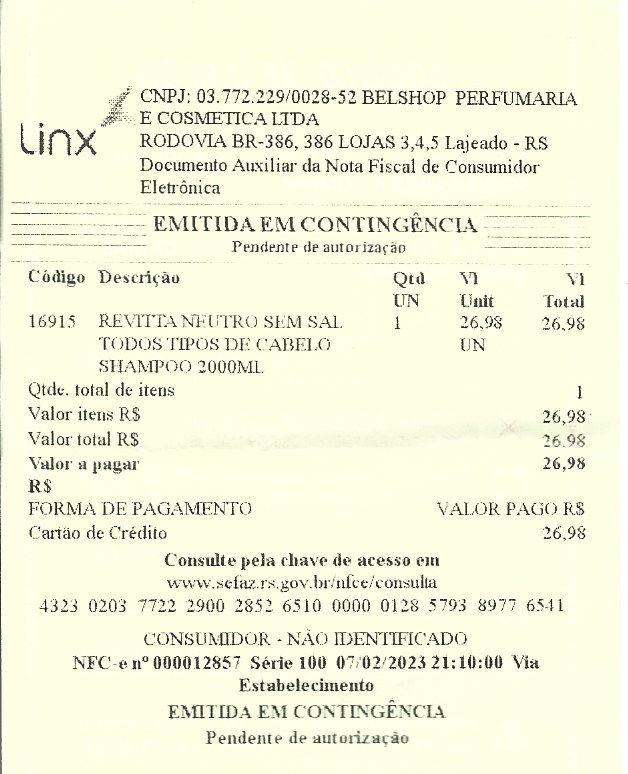 Linx
CNPJ: 03.772.229/0028-52 BELSHOP PERFUMARIA
E COSMETICA LTDA
RODOVIA BR-386, 386 LOJAS 3,4,5 Lajeado - RS
Documento Auxiliar da Nota Fiscal de Consumidor
Eletrônica
EMITIDA EM CONTINGÊNCIA
Pendente de autorização
Código Descrição Qtd Vl Vl
UN Unit Total
16915 REVITTA NEUTRO SEM SAL 1 26,98 26,98
TODOS TIPOS DE CABELO UN
SHAMPOO 2000ML
Qtde. total de itens 1
Valor itens R$ 26,98
Valor total R$ 26,98
Valor a pagar 26,98
R$
FORMA DE PAGAMENTO VALOR PAGO R$
Cartão de Crédito 26,98
Consulte pela chave de acesso em
www.sefaz.rs.gov.br/nfce/consulta
4323 0203 7722 2900 2852 6510 0000 0128 5793 8977 6541
CONSUMIDOR - NÃO IDENTIFICADO
NFC-e nº 000012857 Série 100 07/02/2023 21:10:00 Via
Estabelecimento
EMITIDA EM CONTINGÊNCIA
Pendente de autorização